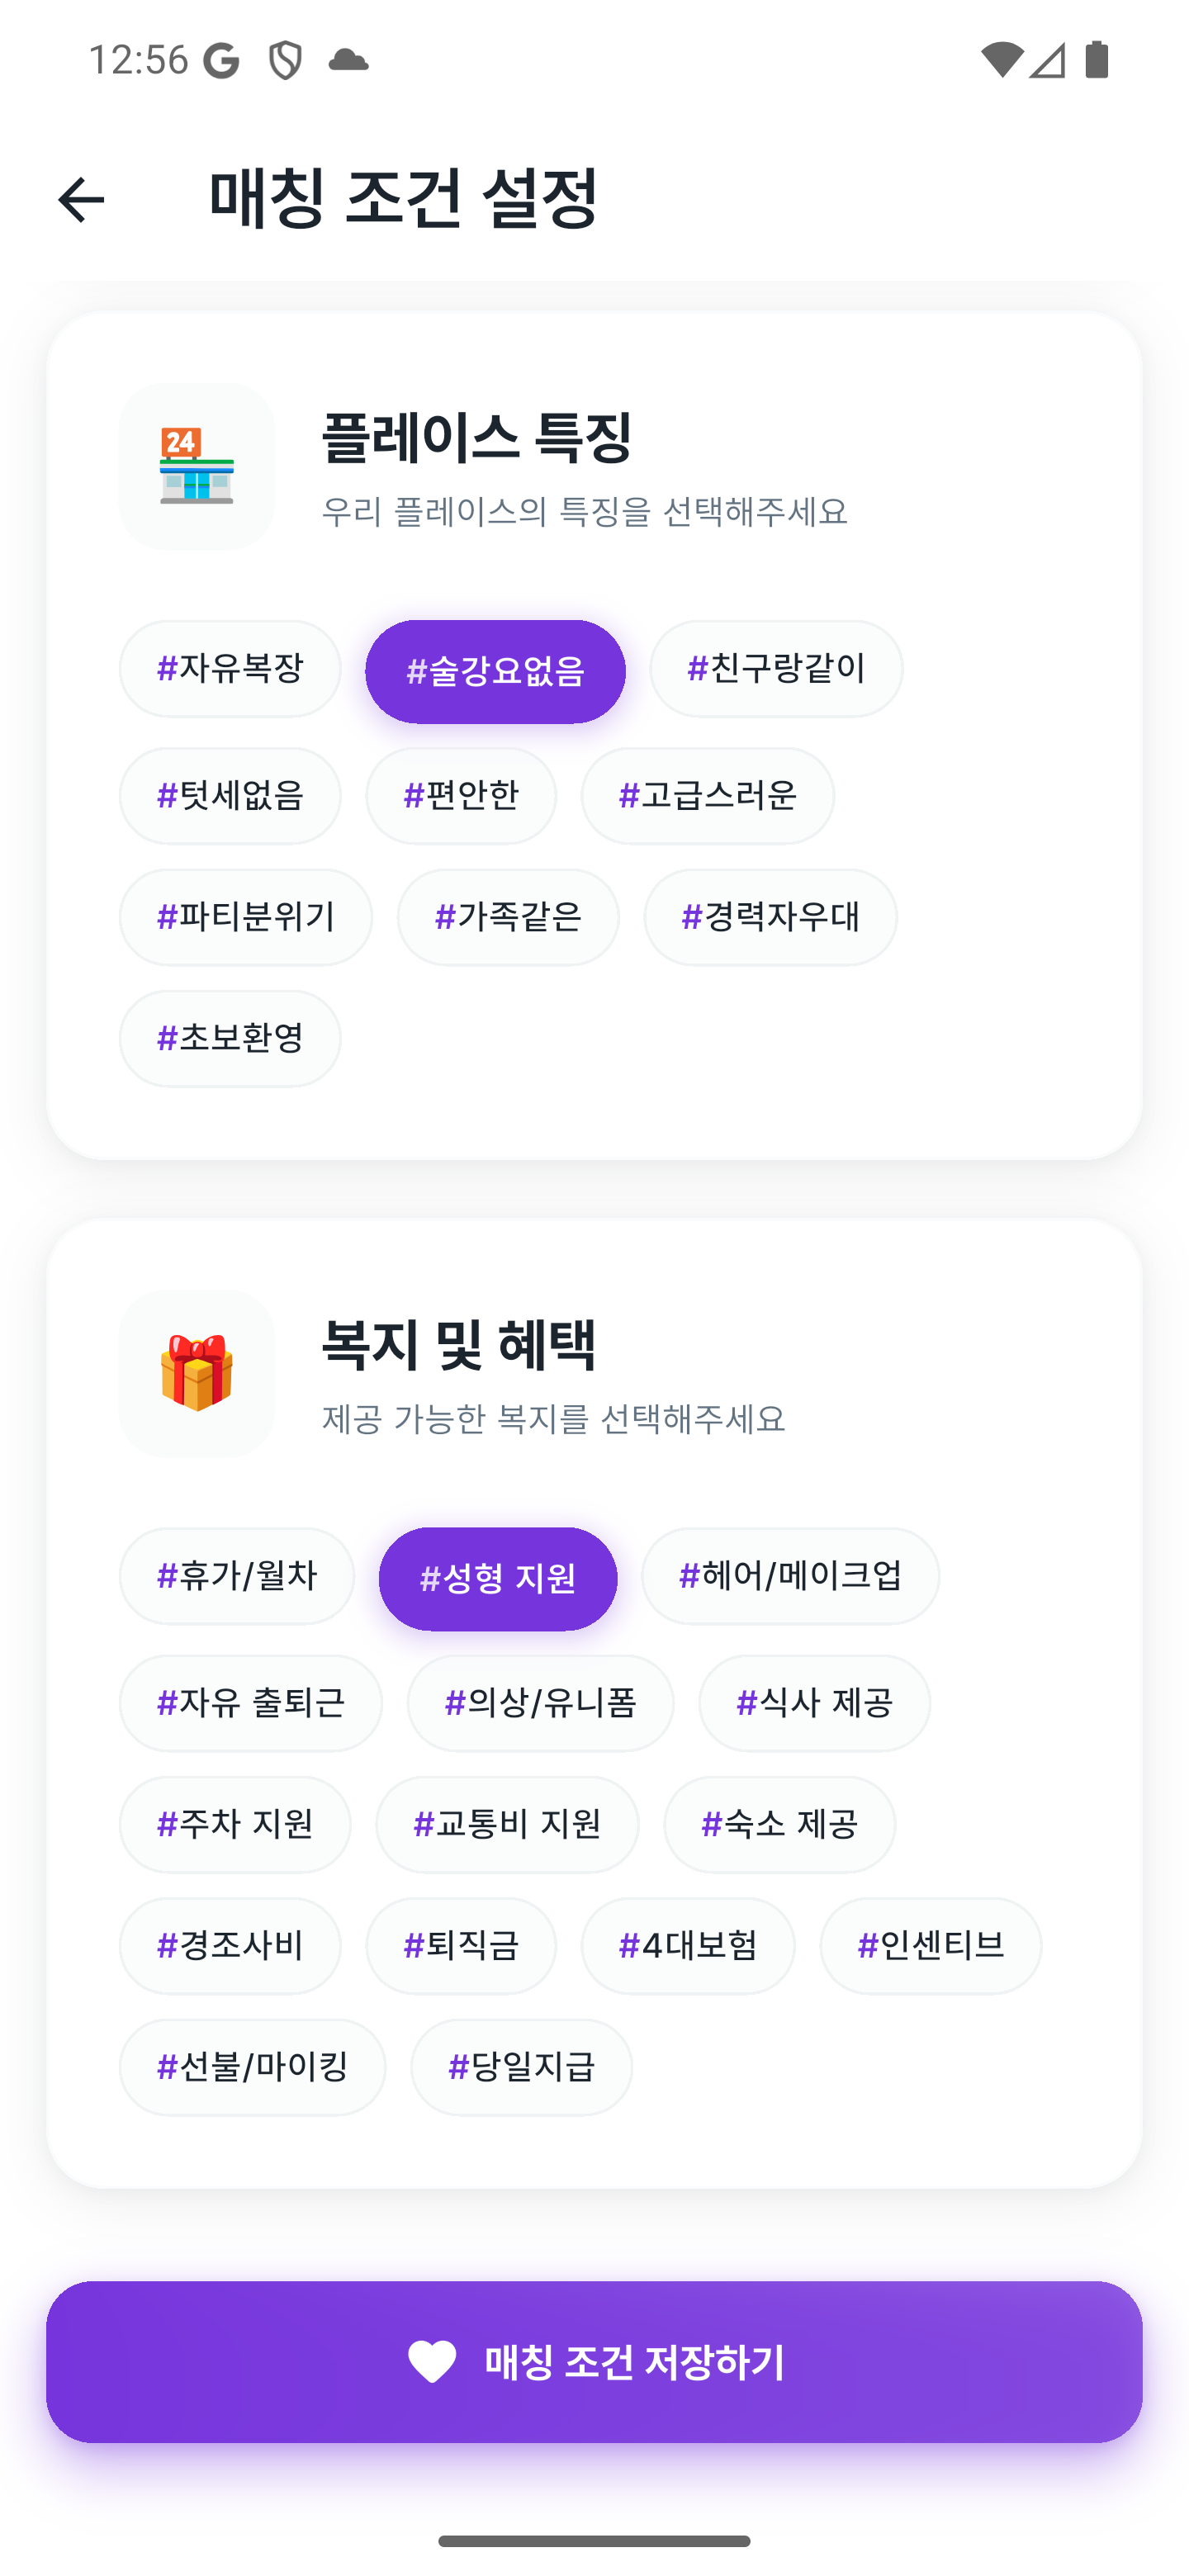 12:56
매칭 조건 설정
24
플레이스 특징
우리 플레이스의 특징을 선택해주세요
#자유복장 #술강요없음 #친구랑같이
#텃세없음 #편안한 #고급스러운
#파티분위기 #가족같은 #경력자우대
#초보환영
복지 및 혜택
제공 가능한 복지를 선택해주세요
#휴가/월차 #성형 지원 #헤어/메이크업
#자유 출퇴근 #의상/유니폼 #식사 제공
#주차 지원 #교통비 지원 #숙소 제공
#경조사비 #퇴직금 #4대보험 #인센티브
#선불/마이킹 #당일지급
매칭 조건 저장하기